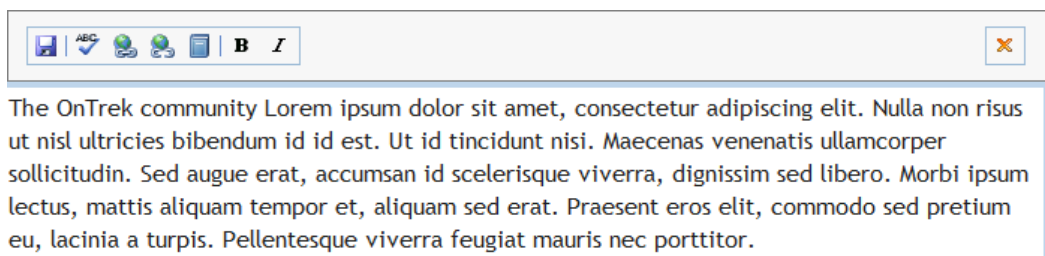 ABC B I
The OnTrek community Lorem ipsum dolor sit amet, consectetur adipiscing elit. Nulla non risus
ut nisl ultricies bibendum id id est. Ut id tincidunt nisi. Maecenas venenatis ullamcorper
sollicitudin. Sed augue erat, accumsan id scelerisque viverra, dignissim sed libero. Morbi ipsum
lectus, mattis aliquam tempor et, aliquam sed erat. Praesent eros elit, commodo sed pretium
eu, lacinia a turpis. Pellentesque viverra feugiat mauris nec porttitor.